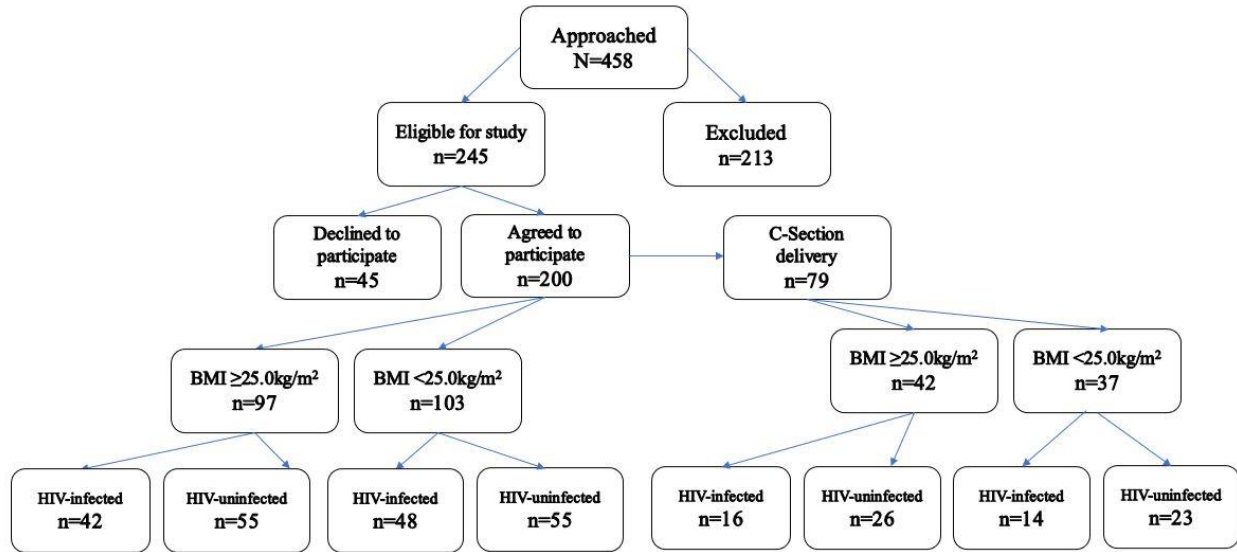 Approached
N=458
Eligible for study
n=245
Excluded
n=213
Declined to
participate
n=45
Agreed to
participate
n=200
C-Section
delivery
n=79
BMI ≥25.0kg/m²
n=97
BMI <25.0kg/m²
n=103
BMI ≥25.0kg/m²
n=42
BMI <25.0kg/m²
n=37
HIV-infected
n=42
HIV-uninfected
n=55
HIV-infected
n=48
HIV-uninfected
n=55
HIV-infected
n=16
HIV-uninfected
n=26
HIV-infected
n=14
HIV-uninfected
n=23